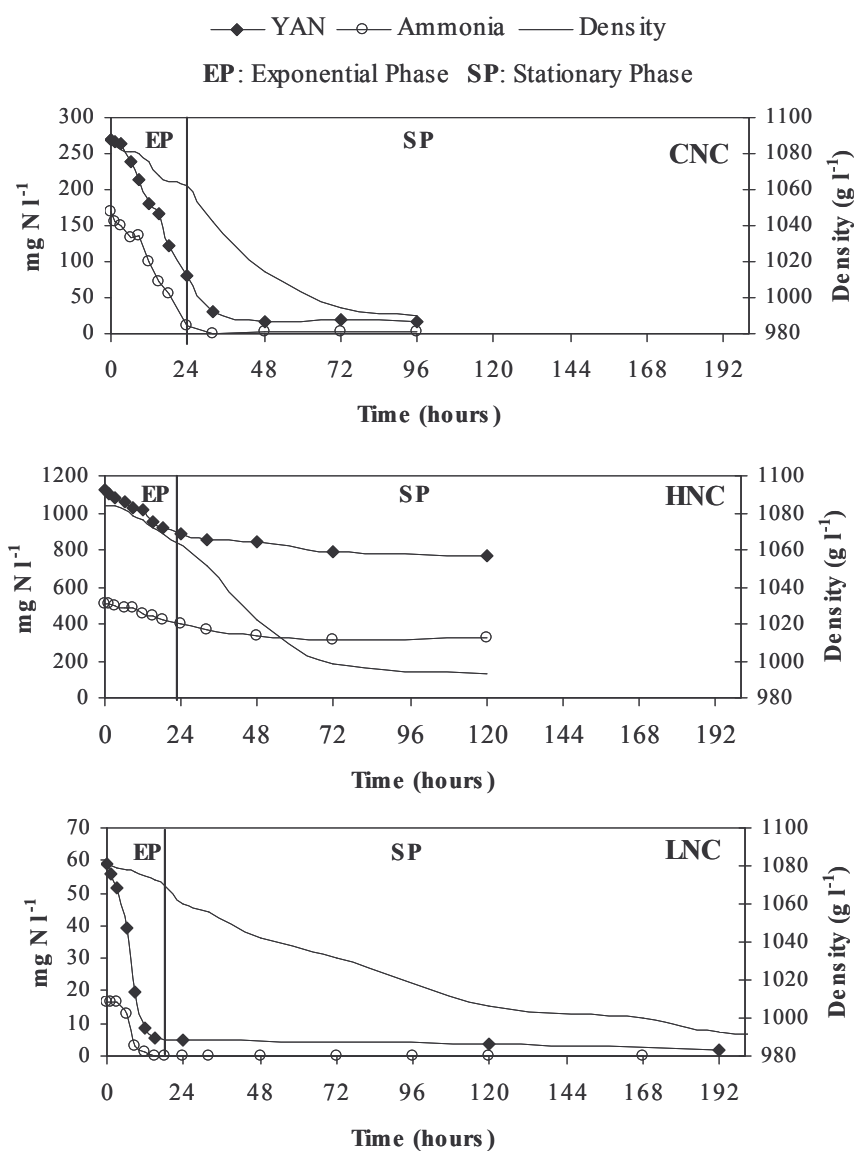 YAN Ammonia Density
EP: Exponential Phase SP: Stationary Phase
300 1100
250 EP SP CNC 1080
200 1060
150 1040
100 1020
50 1000
0 980
mg N l-1
Density (g l-1)
0 24 48 72 96 120 144 168 192
Time (hours)
1200 1100
EP SP HNC
1000 1080
800 1060
600 1040
400 1020
200 1000
0 980
mg N l-1
Density (g l-1)
0 24 48 72 96 120 144 168 192
Time (hours)
70 1100
EP SP LNC
60 1080
50 1060
40
30 1040
20 1020
10 1000
0 980
mg N l-1
Density (g l-1)
0 24 48 72 96 120 144 168 192
Time (hours)